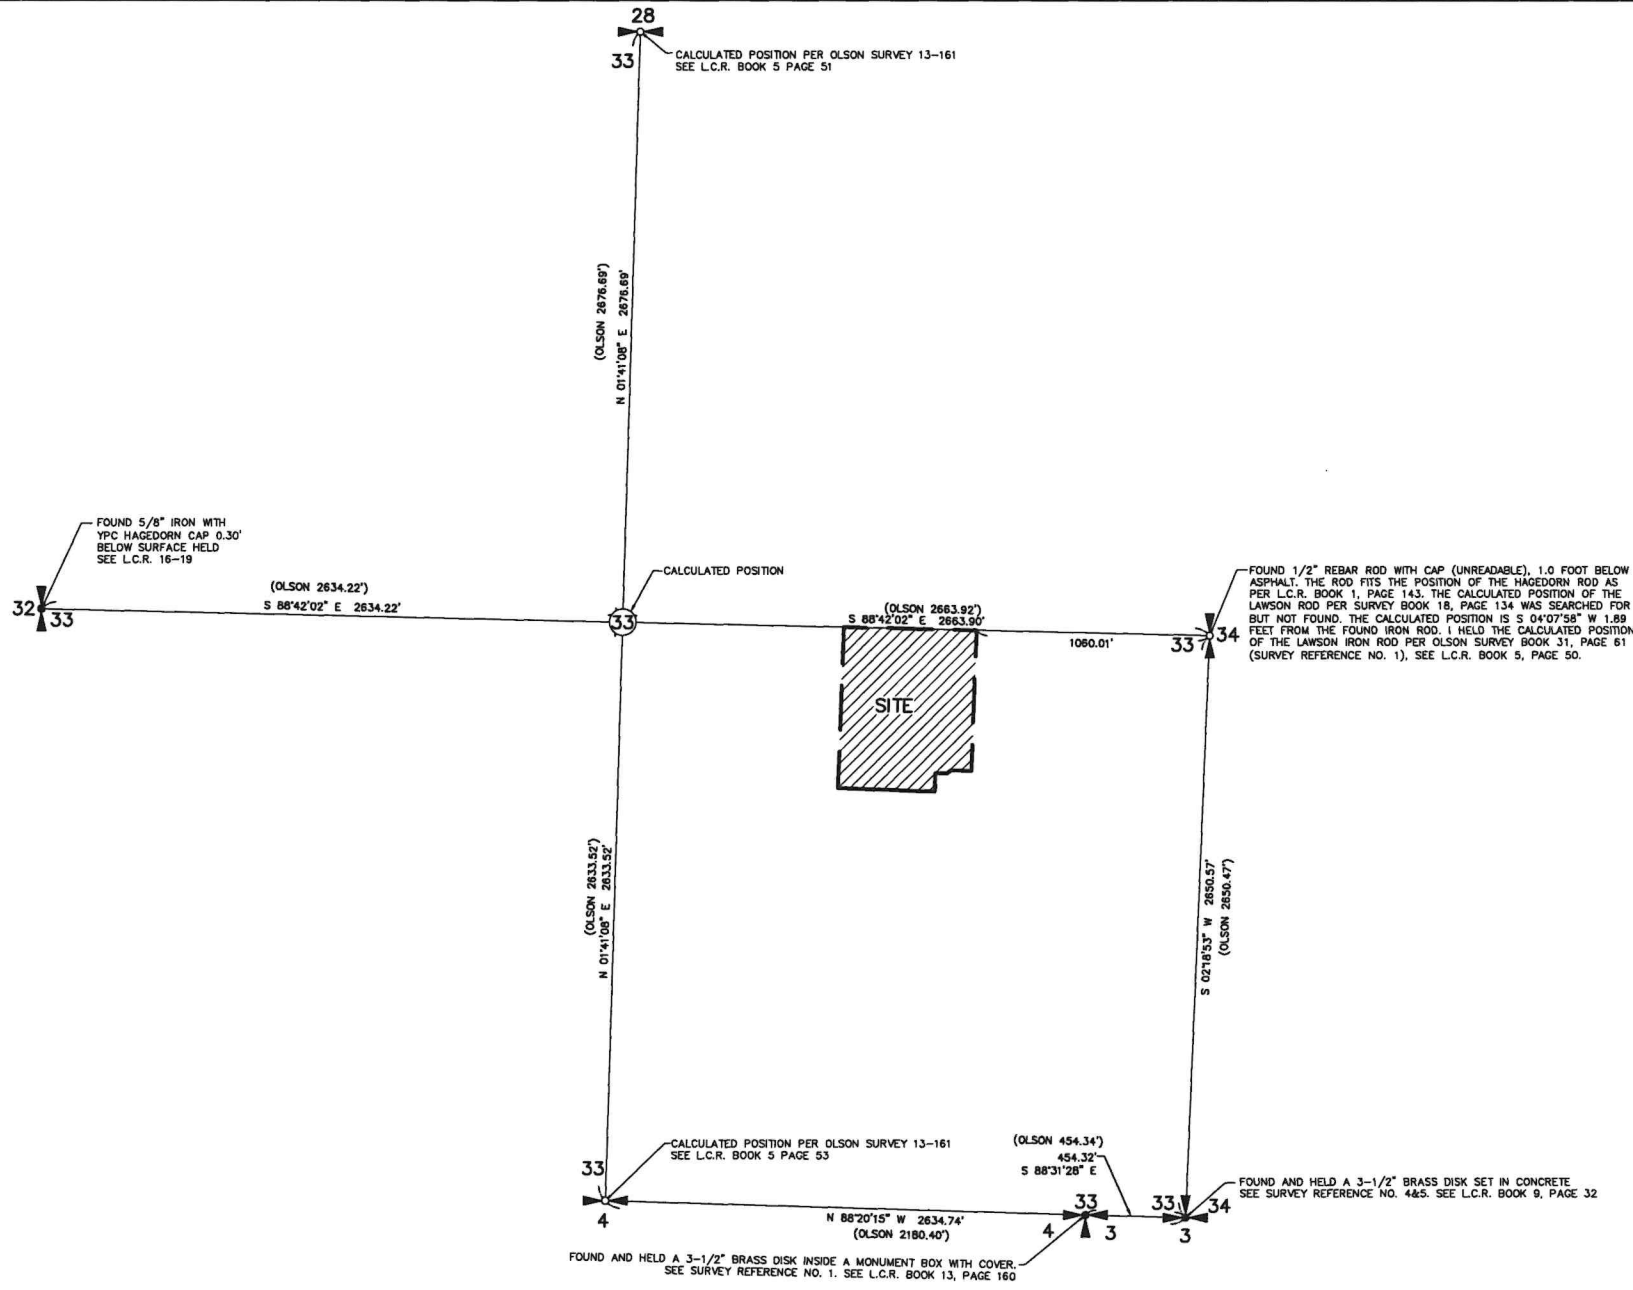 28
33
CALCULATED POSITION PER OLSON SURVEY 13-161
SEE L.C.R. BOOK 5 PAGE 51
(OLSON 2676.69')
N 01°41'08" E 2676.69'
FOUND 5/8" IRON WITH
YPC HAGEDORN CAP 0.30'
BELOW SURFACE HELD
SEE L.C.R. 16-19
32
33
(OLSON 2634.22')
S 88°42'02" E 2634.22'
CALCULATED POSITION
33
(OLSON 2663.92')
S 88°42'02" E 2663.90'
1060.01'
33
34
FOUND 1/2" REBAR ROD WITH CAP (UNREADABLE), 1.0 FOOT BELOW
ASPHALT. THE ROD FITS THE POSITION OF THE HAGEDORN ROD AS
PER L.C.R. BOOK 1, PAGE 143. THE CALCULATED POSITION OF THE
LAWSON ROD PER SURVEY BOOK 18, PAGE 134 WAS SEARCHED FOR
BUT NOT FOUND. THE CALCULATED POSITION IS S 04°07'58" W 1.89
FEET FROM THE FOUND IRON ROD. I HELD THE CALCULATED POSITION
OF THE LAWSON IRON ROD PER OLSON SURVEY BOOK 31, PAGE 61
(SURVEY REFERENCE NO. 1), SEE L.C.R. BOOK 5, PAGE 50.
SITE
(OLSON 2633.52')
N 01°41'08" E 2633.52'
S 02°18'53" W 2650.57'
(OLSON 2650.47')
CALCULATED POSITION PER OLSON SURVEY 13-161
SEE L.C.R. BOOK 5 PAGE 53
33
4
(OLSON 454.34')
454.32'
S 88°31'28" E
N 88°20'15" W 2634.74'
(OLSON 2180.40')
33
4
3
33
34
3
FOUND AND HELD A 3-1/2" BRASS DISK SET IN CONCRETE
SEE SURVEY REFERENCE NO. 4&5. SEE L.C.R. BOOK 9, PAGE 32
FOUND AND HELD A 3-1/2" BRASS DISK INSIDE A MONUMENT BOX WITH COVER.
SEE SURVEY REFERENCE NO. 1. SEE L.C.R. BOOK 13, PAGE 160